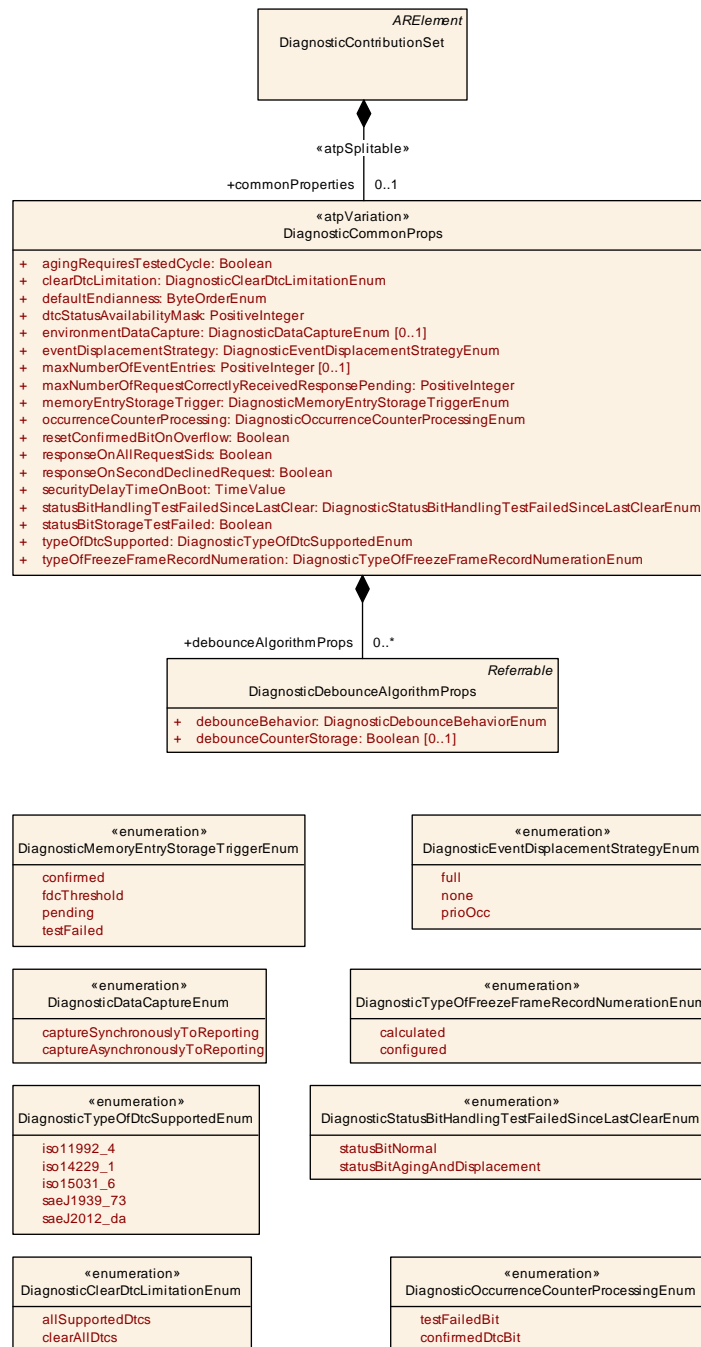 ARElement
DiagnosticContributionSet
«atpSplitable»
+commonProperties 0..1
«atpVariation»
DiagnosticCommonProps
+ agingRequiresTestedCycle: Boolean
+ clearDtcLimitation: DiagnosticClearDtcLimitationEnum
+ defaultEndianness: ByteOrderEnum
+ dtcStatusAvailabilityMask: PositiveInteger
+ environmentDataCapture: DiagnosticDataCaptureEnum [0..1]
+ eventDisplacementStrategy: DiagnosticEventDisplacementStrategyEnum
+ maxNumberOfEventEntries: PositiveInteger [0..1]
+ maxNumberOfRequestCorrectlyReceivedResponsePending: PositiveInteger
+ memoryEntryStorageTrigger: DiagnosticMemoryEntryStorageTriggerEnum
+ occurrenceCounterProcessing: DiagnosticOccurrenceCounterProcessingEnum
+ resetConfirmedBitOnOverflow: Boolean
+ responseOnAllRequestSids: Boolean
+ responseOnSecondDeclinedRequest: Boolean
+ securityDelayTimeOnBoot: TimeValue
+ statusBitHandlingTestFailedSinceLastClear: DiagnosticStatusBitHandlingTestFailedSinceLastClearEnum
+ statusBitStorageTestFailed: Boolean
+ typeOfDtcSupported: DiagnosticTypeOfDtcSupportedEnum
+ typeOfFreezeFrameRecordNumeration: DiagnosticTypeOfFreezeFrameRecordNumerationEnum
+debounceAlgorithmProps 0..*
Referrable
DiagnosticDebounceAlgorithmProps
+ debounceBehavior: DiagnosticDebounceBehaviorEnum
+ debounceCounterStorage: Boolean [0..1]
«enumeration»
DiagnosticMemoryEntryStorageTriggerEnum
confirmed
fdcThreshold
pending
testFailed
«enumeration»
DiagnosticEventDisplacementStrategyEnum
full
none
prioOcc
«enumeration»
DiagnosticDataCaptureEnum
captureSynchronouslyToReporting
captureAsynchronouslyToReporting
«enumeration»
DiagnosticTypeOfFreezeFrameRecordNumerationEnum
calculated
configured
«enumeration»
DiagnosticTypeOfDtcSupportedEnum
iso11992_4
iso14229_1
iso15031_6
saeJ1939_73
saeJ2012_da
«enumeration»
DiagnosticStatusBitHandlingTestFailedSinceLastClearEnum
statusBitNormal
statusBitAgingAndDisplacement
«enumeration»
DiagnosticClearDtcLimitationEnum
allSupportedDtcs
clearAllDtcs
«enumeration»
DiagnosticOccurrenceCounterProcessingEnum
testFailedBit
confirmedDtcBit